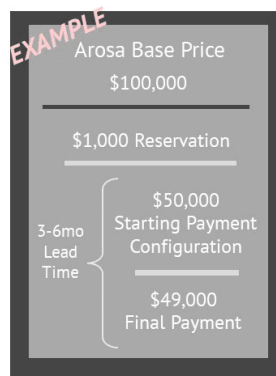 EXAMPLE
Arosa Base Price
$100,000
$1,000 Reservation
3-6mo
Lead
Time
$50,000
Starting Payment
Configuration
$49,000
Final Payment